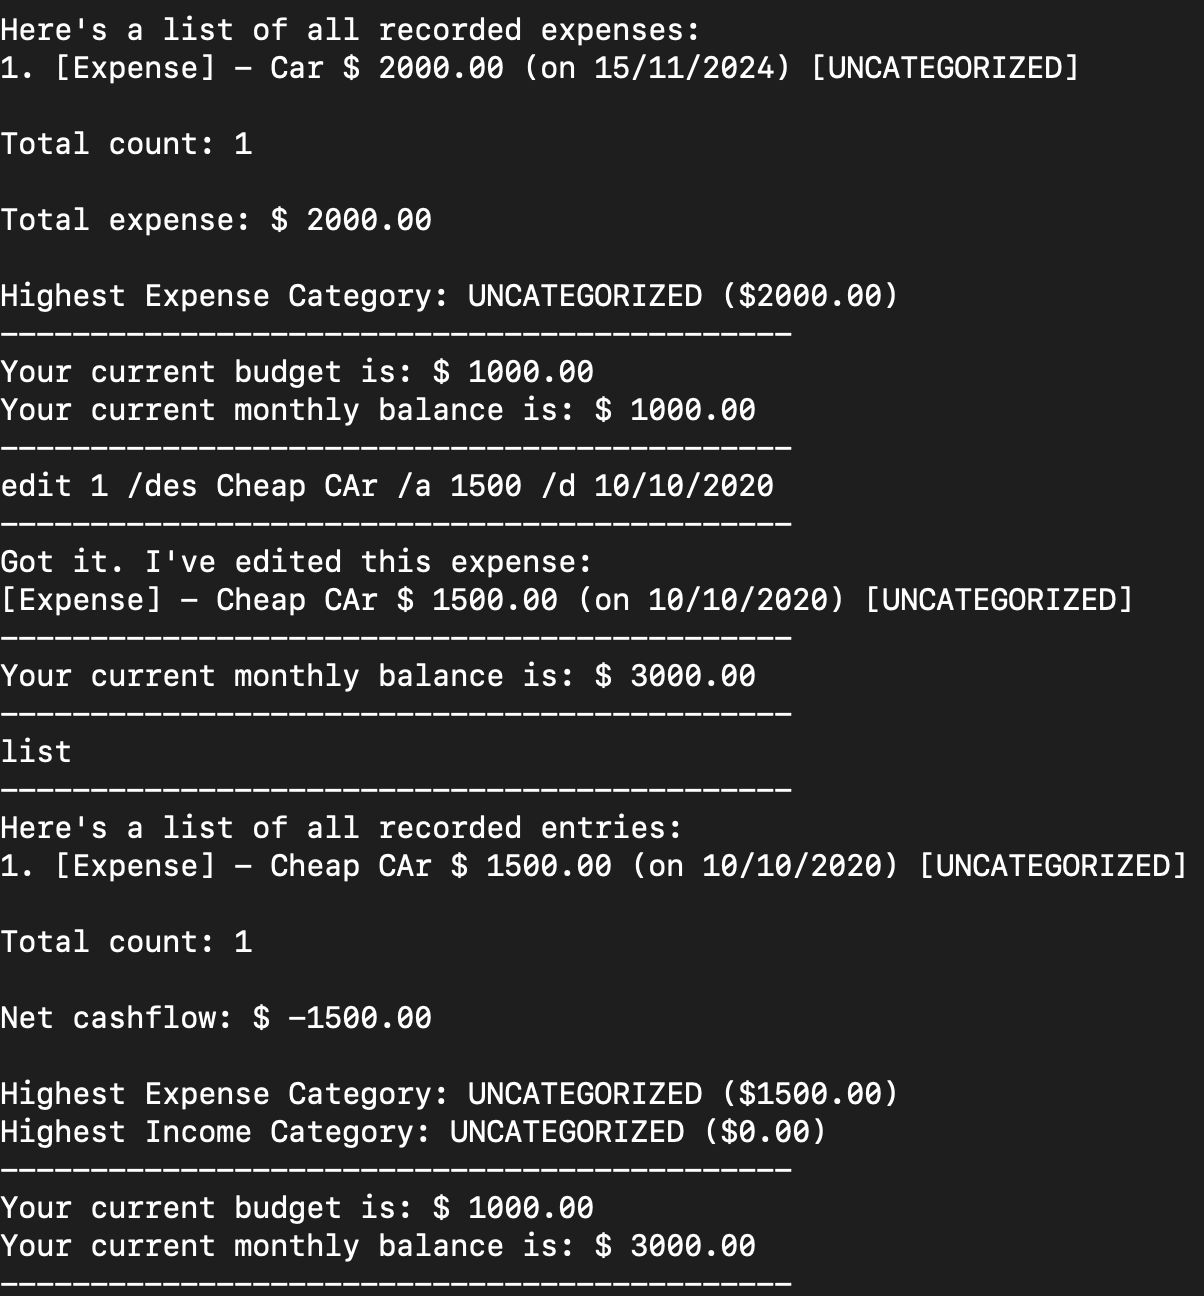 Here's a list of all recorded expenses:
1. [Expense] - Car $ 2000.00 (on 15/11/2024) [UNCATEGORIZED]
Total count: 1
Total expense: $ 2000.00
Highest Expense Category: UNCATEGORIZED ($2000.00)
--------------------------------------------
Your current budget is: $ 1000.00
Your current monthly balance is: $ 1000.00
--------------------------------------------
edit 1 /des Cheap CAr /a 1500 /d 10/10/2020
--------------------------------------------
Got it. I've edited this expense:
[Expense] - Cheap CAr $ 1500.00 (on 10/10/2020) [UNCATEGORIZED]
--------------------------------------------
Your current monthly balance is: $ 3000.00
--------------------------------------------
list
--------------------------------------------
Here's a list of all recorded entries:
1. [Expense] - Cheap CAr $ 1500.00 (on 10/10/2020) [UNCATEGORIZED]
Total count: 1
Net cashflow: $ -1500.00
Highest Expense Category: UNCATEGORIZED ($1500.00)
Highest Income Category: UNCATEGORIZED ($0.00)
--------------------------------------------
Your current budget is: $ 1000.00
Your current monthly balance is: $ 3000.00
--------------------------------------------